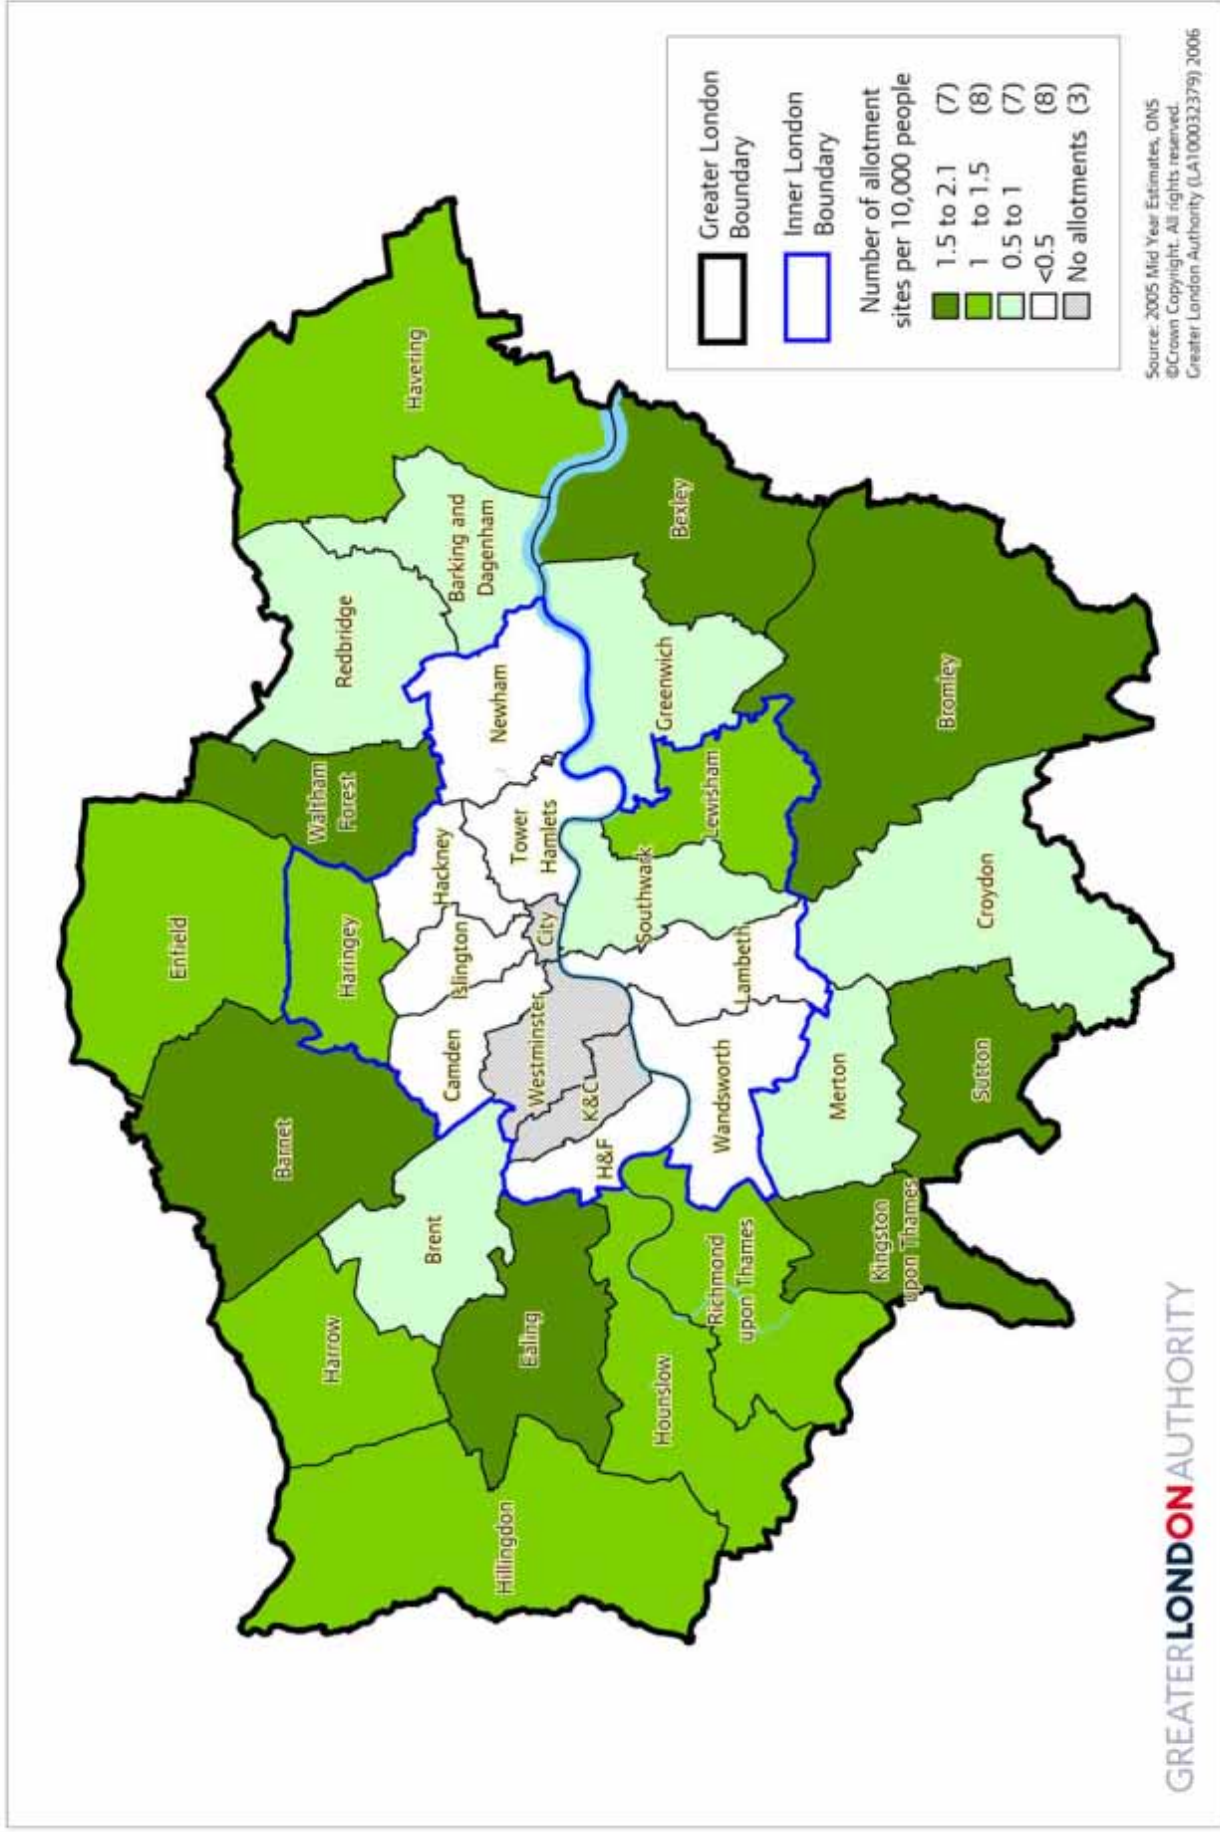 Enfield
Barnet
Haringey
Waltham
Forest
Redbridge
Havering
Harrow
Brent
Camden
Islington
Hackney
Newham
Barking and
Dagenham
Hillingdon
Ealing
Westminster
City
Tower
Hamlets
K&C
H&F
Hounslow
Richmond
upon Thames
Wandsworth
Lambeth
Southwark
Lewisham
Greenwich
Bexley
Kingston
upon Thames
Merton
Sutton
Croydon
Bromley
Greater London
Boundary
Inner London
Boundary
Number of allotment
sites per 10,000 people
1.5 to 2.1 (7)
1 to 1.5 (8)
0.5 to 1 (7)
<0.5 (8)
No allotments (3)
Source: 2005 Mid Year Estimates, ONS
©Crown Copyright. All rights reserved.
Greater London Authority (LA100032379) 2006
GREATERLONDONAUTHORITY